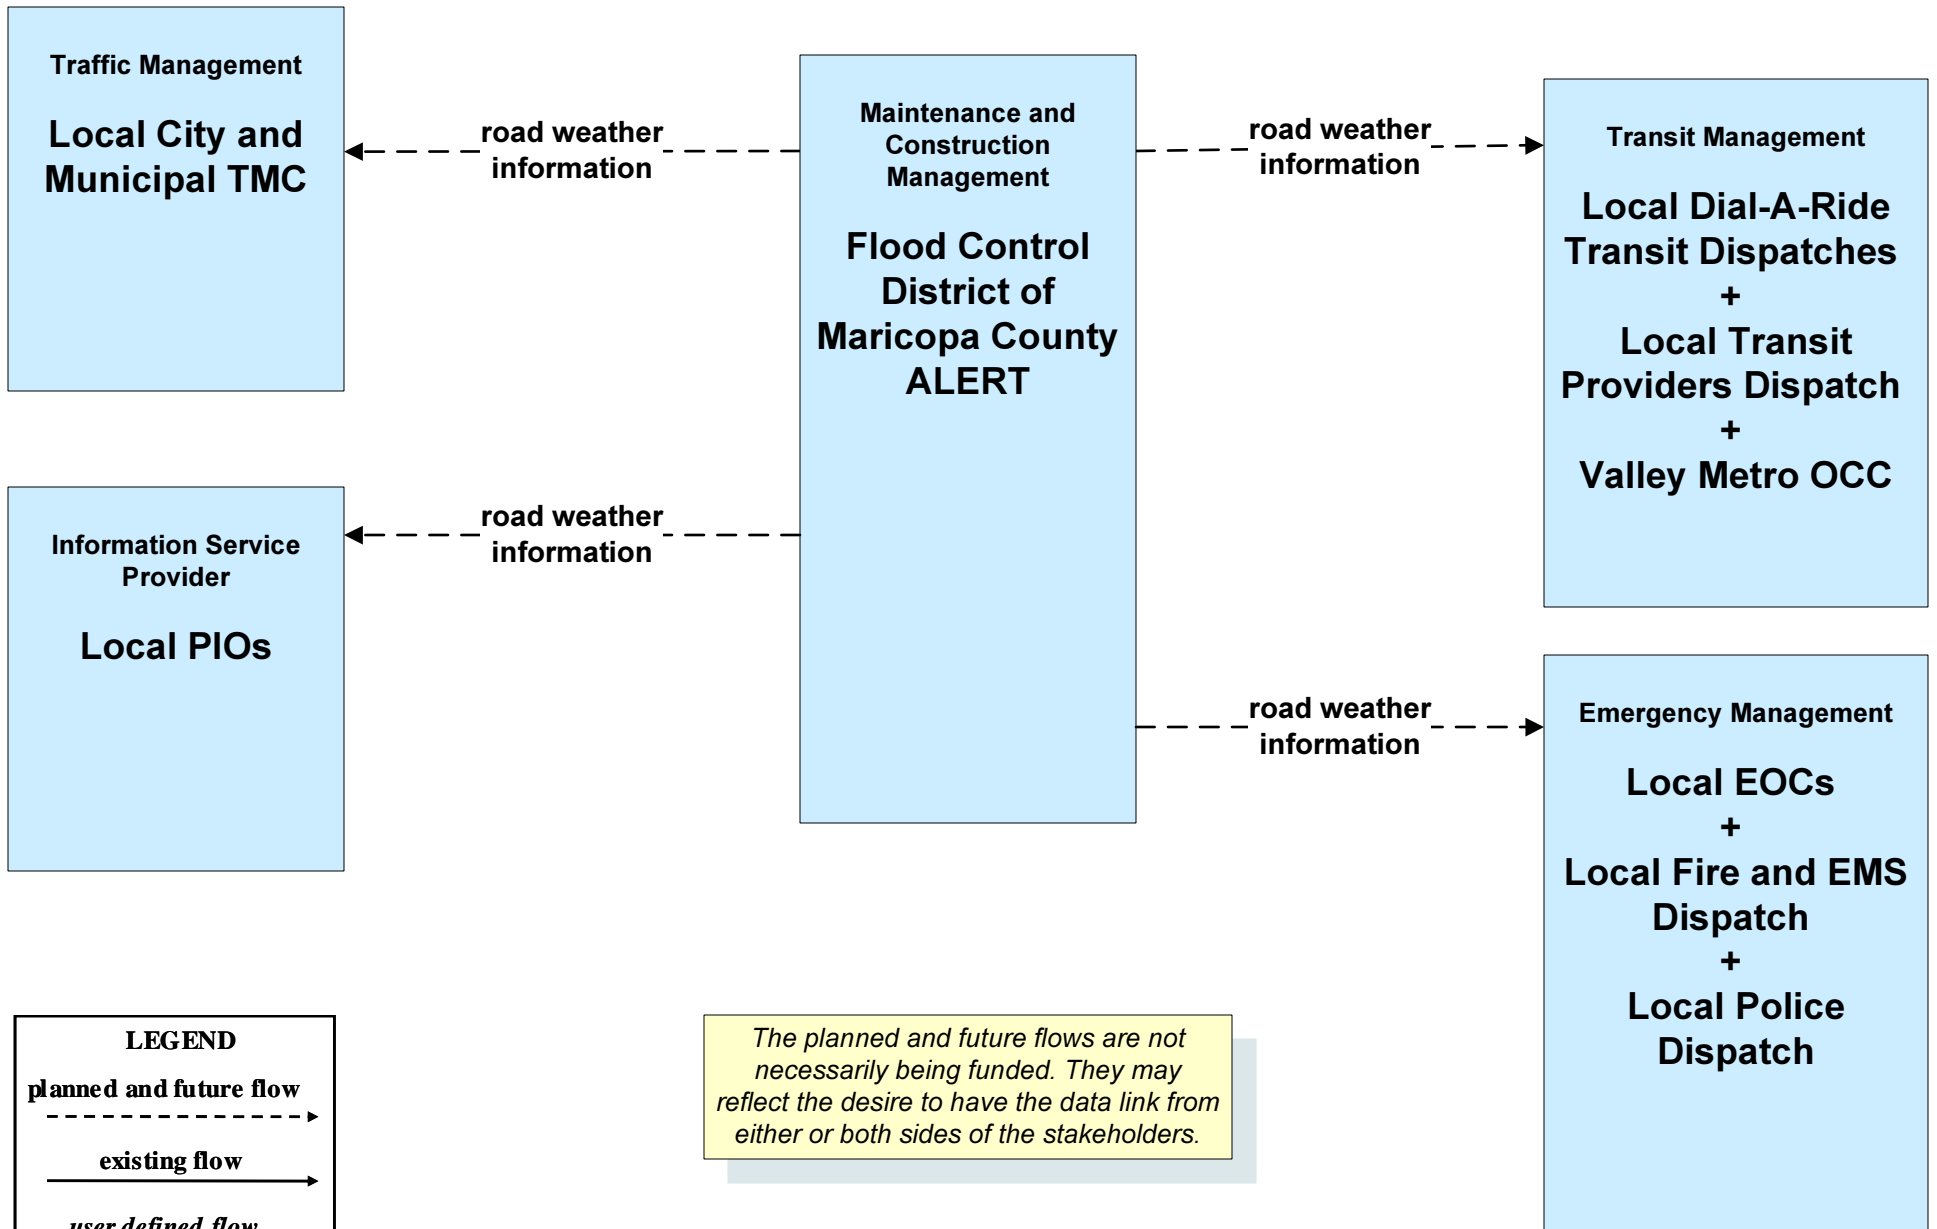 Traffic Management
Local City and
Municipal TMC
road weather
information
Maintenance and
Construction
Management
Flood Control
District of
Maricopa County
ALERT
road weather
information
Transit Management
Local Dial-A-Ride
Transit Dispatches
+
Local Transit
Providers Dispatch
+
Valley Metro OCC
Information Service
Provider
Local PIOs
road weather
information
road weather
information
Emergency Management
Local EOCs
+
Local Fire and EMS
Dispatch
+
Local Police
Dispatch
LEGEND
planned and future flow
existing flow
user defined flow
The planned and future flows are not
necessarily being funded. They may
reflect the desire to have the data link from
either or both sides of the stakeholders.